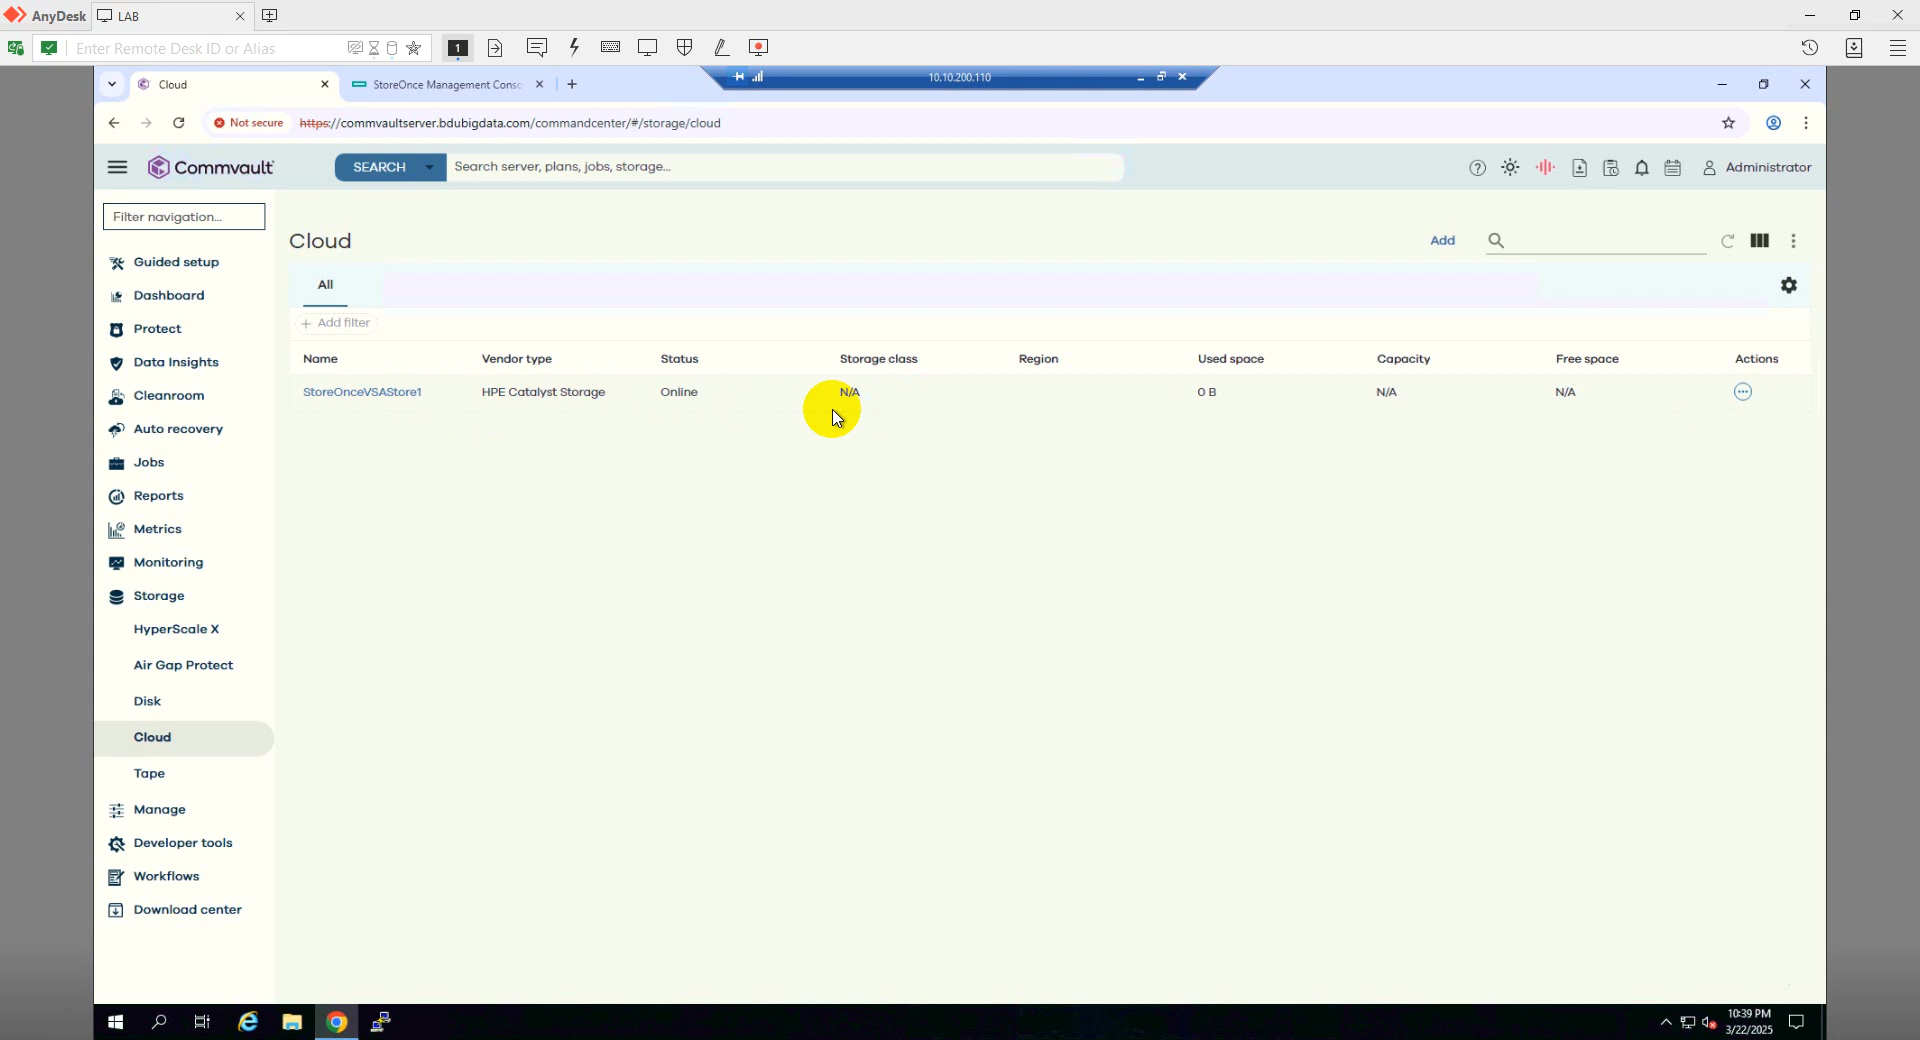 AnyDesk
LAB
Enter Remote Desk ID or Alias
1
Cloud
StoreOnce Management Conso
10.10.200.110
Not secure
https://commvaultserver.bdubigdata.com/commandcenter/#/storage/cloud
Commvault
SEARCH
Search server, plans, jobs, storage...
Administrator
Filter navigation...
Guided setup
Dashboard
Protect
Data Insights
Cleanroom
Auto recovery
Jobs
Reports
Metrics
Monitoring
Storage
HyperScale X
Air Gap Protect
Disk
Cloud
Tape
Manage
Developer tools
Workflows
Download center
Cloud
Add
All
Add filter
Name Vendor type Status Storage class Region Used space Capacity Free space Actions
StoreOnceVSAStore1 HPE Catalyst Storage Online N/A 0 B N/A N/A
10:39 PM
3/22/2025